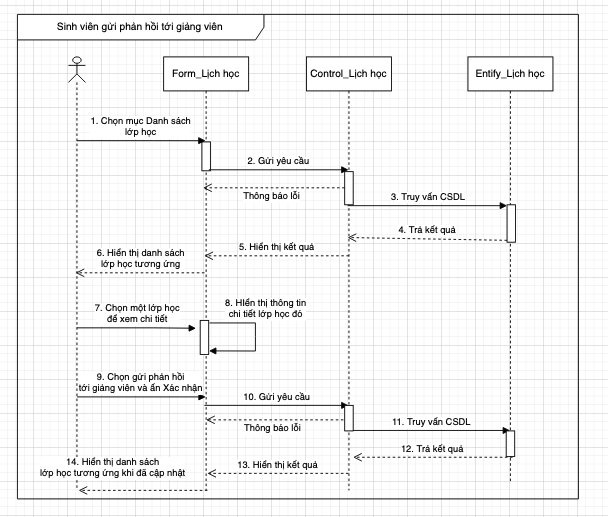 Sinh viên gửi phản hồi tới giảng viên
Form_Lịch học
Control_Lịch học
Entify_Lịch học
1. Chọn mục Danh sách
lớp học
2. Gửi yêu cầu
Thông báo lỗi
3. Truy vấn CSDL
4. Trả kết quả
5. Hiển thị kết quả
6. Hiển thị danh sách
lớp học tương ứng
7. Chọn một lớp học
để xem chi tiết
8. HIển thị thông tin
chi tiết lớp học đó
9. Chọn gửi phản hồi
tới giảng viên và ấn Xác nhận
10. Gửi yêu cầu
Thông báo lỗi
11. Truy vấn CSDL
12. Trả kết quả
13. Hiển thị kết quả
14. Hiển thị danh sách
lớp học tương ứng khi đã cập nhật